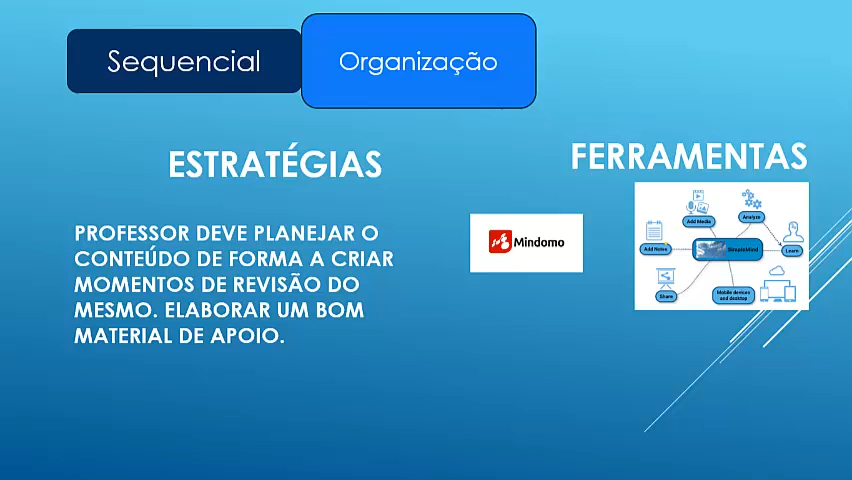 Sequencial
Organização
ESTRATÉGIAS
PROFESSOR DEVE PLANEJAR O
CONTEÚDO DE FORMA A CRIAR
MOMENTOS DE REVISÃO DO
MESMO. ELABORAR UM BOM
MATERIAL DE APOIO.
FERRAMENTAS
Mindomo
Add Media
Analyze
Add Notes
SimpleMind
Learn
Share
Mobile devices
and desktop